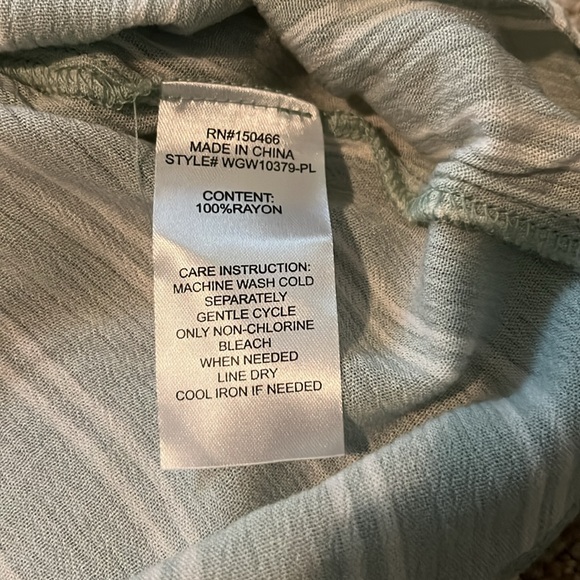 RN#150466
MADE IN CHINA
STYLE# WGW10379-PL
CONTENT:
100%RAYON
CARE INSTRUCTION:
MACHINE WASH COLD
SEPARATELY
GENTLE CYCLE
ONLY NON-CHLORINE
BLEACH
WHEN NEEDED
LINE DRY
COOL IRON IF NEEDED